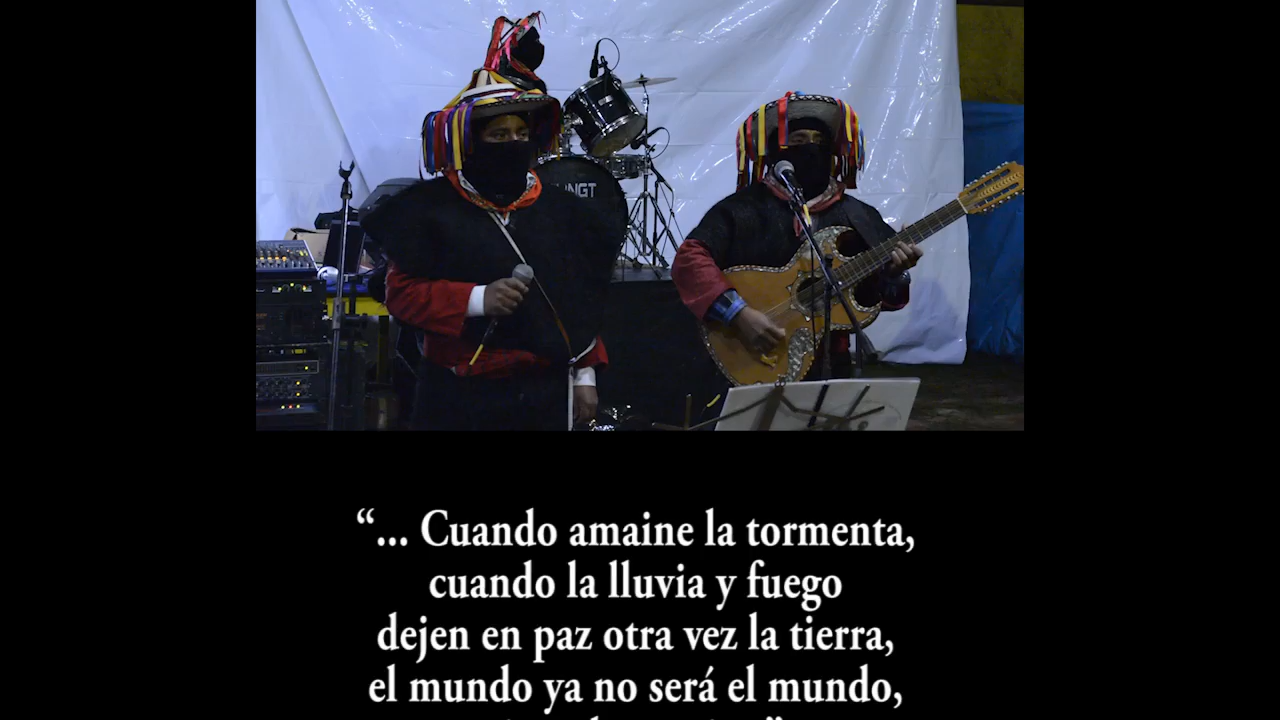 UNGT
“... Cuando amaine la tormenta,
cuando la lluvia y fuego
dejen en paz otra vez la tierra,
el mundo ya no será el mundo,